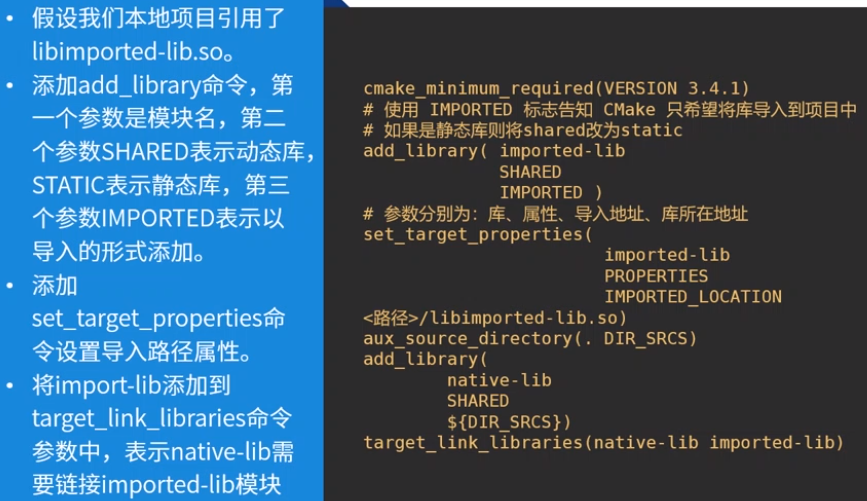 • 假设我们本地项目引用了
libimported-lib.so。
• 添加add_library命令，第
一个参数是模块名，第二
个参数SHARED表示动态库，
STATIC表示静态库，第三
个参数IMPORTED表示以
导入的形式添加。
• 添加
set_target_properties命
令设置导入路径属性。
• 将import-lib添加到
target_link_libraries命令
参数中，表示native-lib需
要链接imported-lib模块
cmake_minimum_required(VERSION 3.4.1)
# 使用 IMPORTED 标志告知 CMake 只希望将库导入到项目中
# 如果是静态库则将shared改为static
add_library( imported-lib
SHARED
IMPORTED )
# 参数分别为：库、属性、导入地址、库所在地址
set_target_properties(
imported-lib
PROPERTIES
IMPORTED_LOCATION
<路径>/libimported-lib.so)
aux_source_directory(. DIR_SRCS)
add_library(
native-lib
SHARED
${DIR_SRCS})
target_link_libraries(native-lib imported-lib)